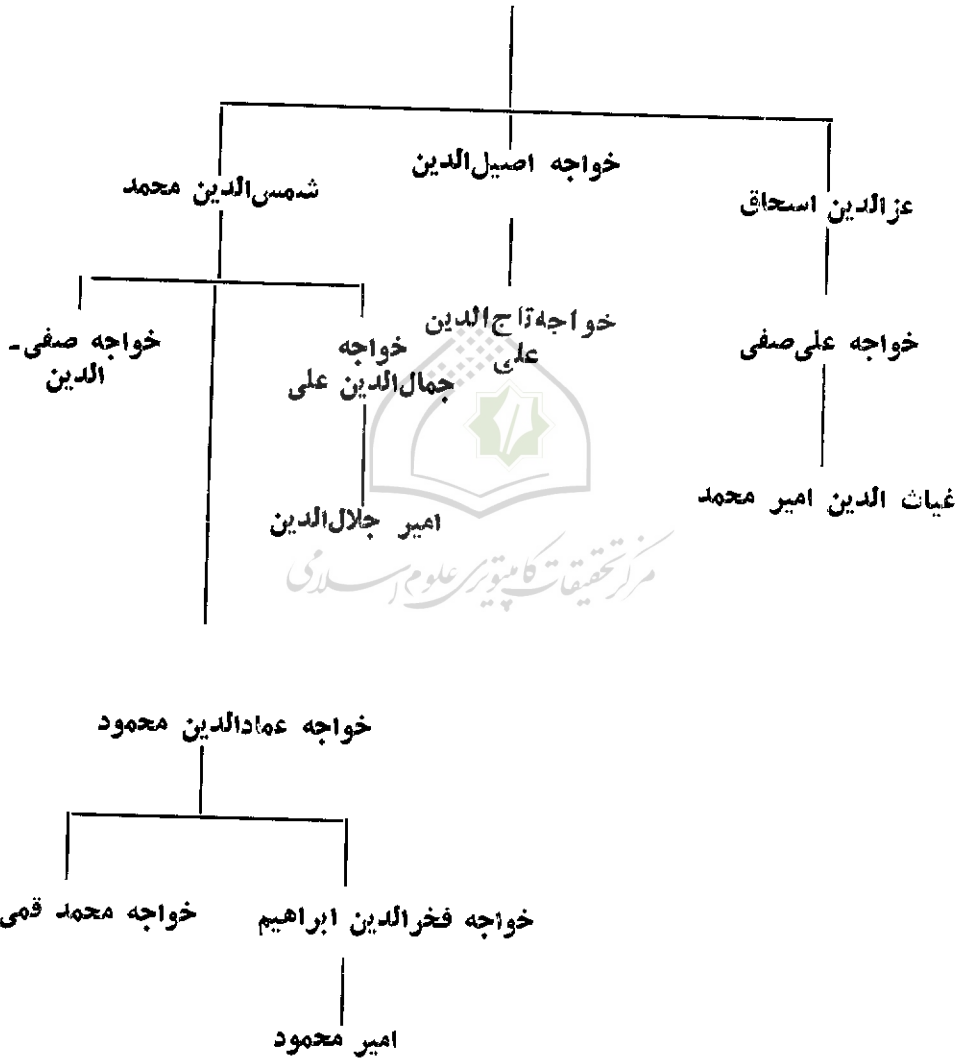 خواجه اصیل‌الدین
شمس‌الدین محمد
عزالدین اسحاق
خواجه‌تاج‌الدین
علی
خواجه علی‌صفی
خواجه
جمال‌الدین علی
خواجه صفی‌ـ
الدین
غیاث الدین امیر محمد
امیر جلال‌الدین
مرکز تحقیقات کامپیوتری علوم اسلامی
خواجه عمادالدین محمود
خواجه فخرالدین ابراهیم
خواجه محمد قمی
امیر محمود